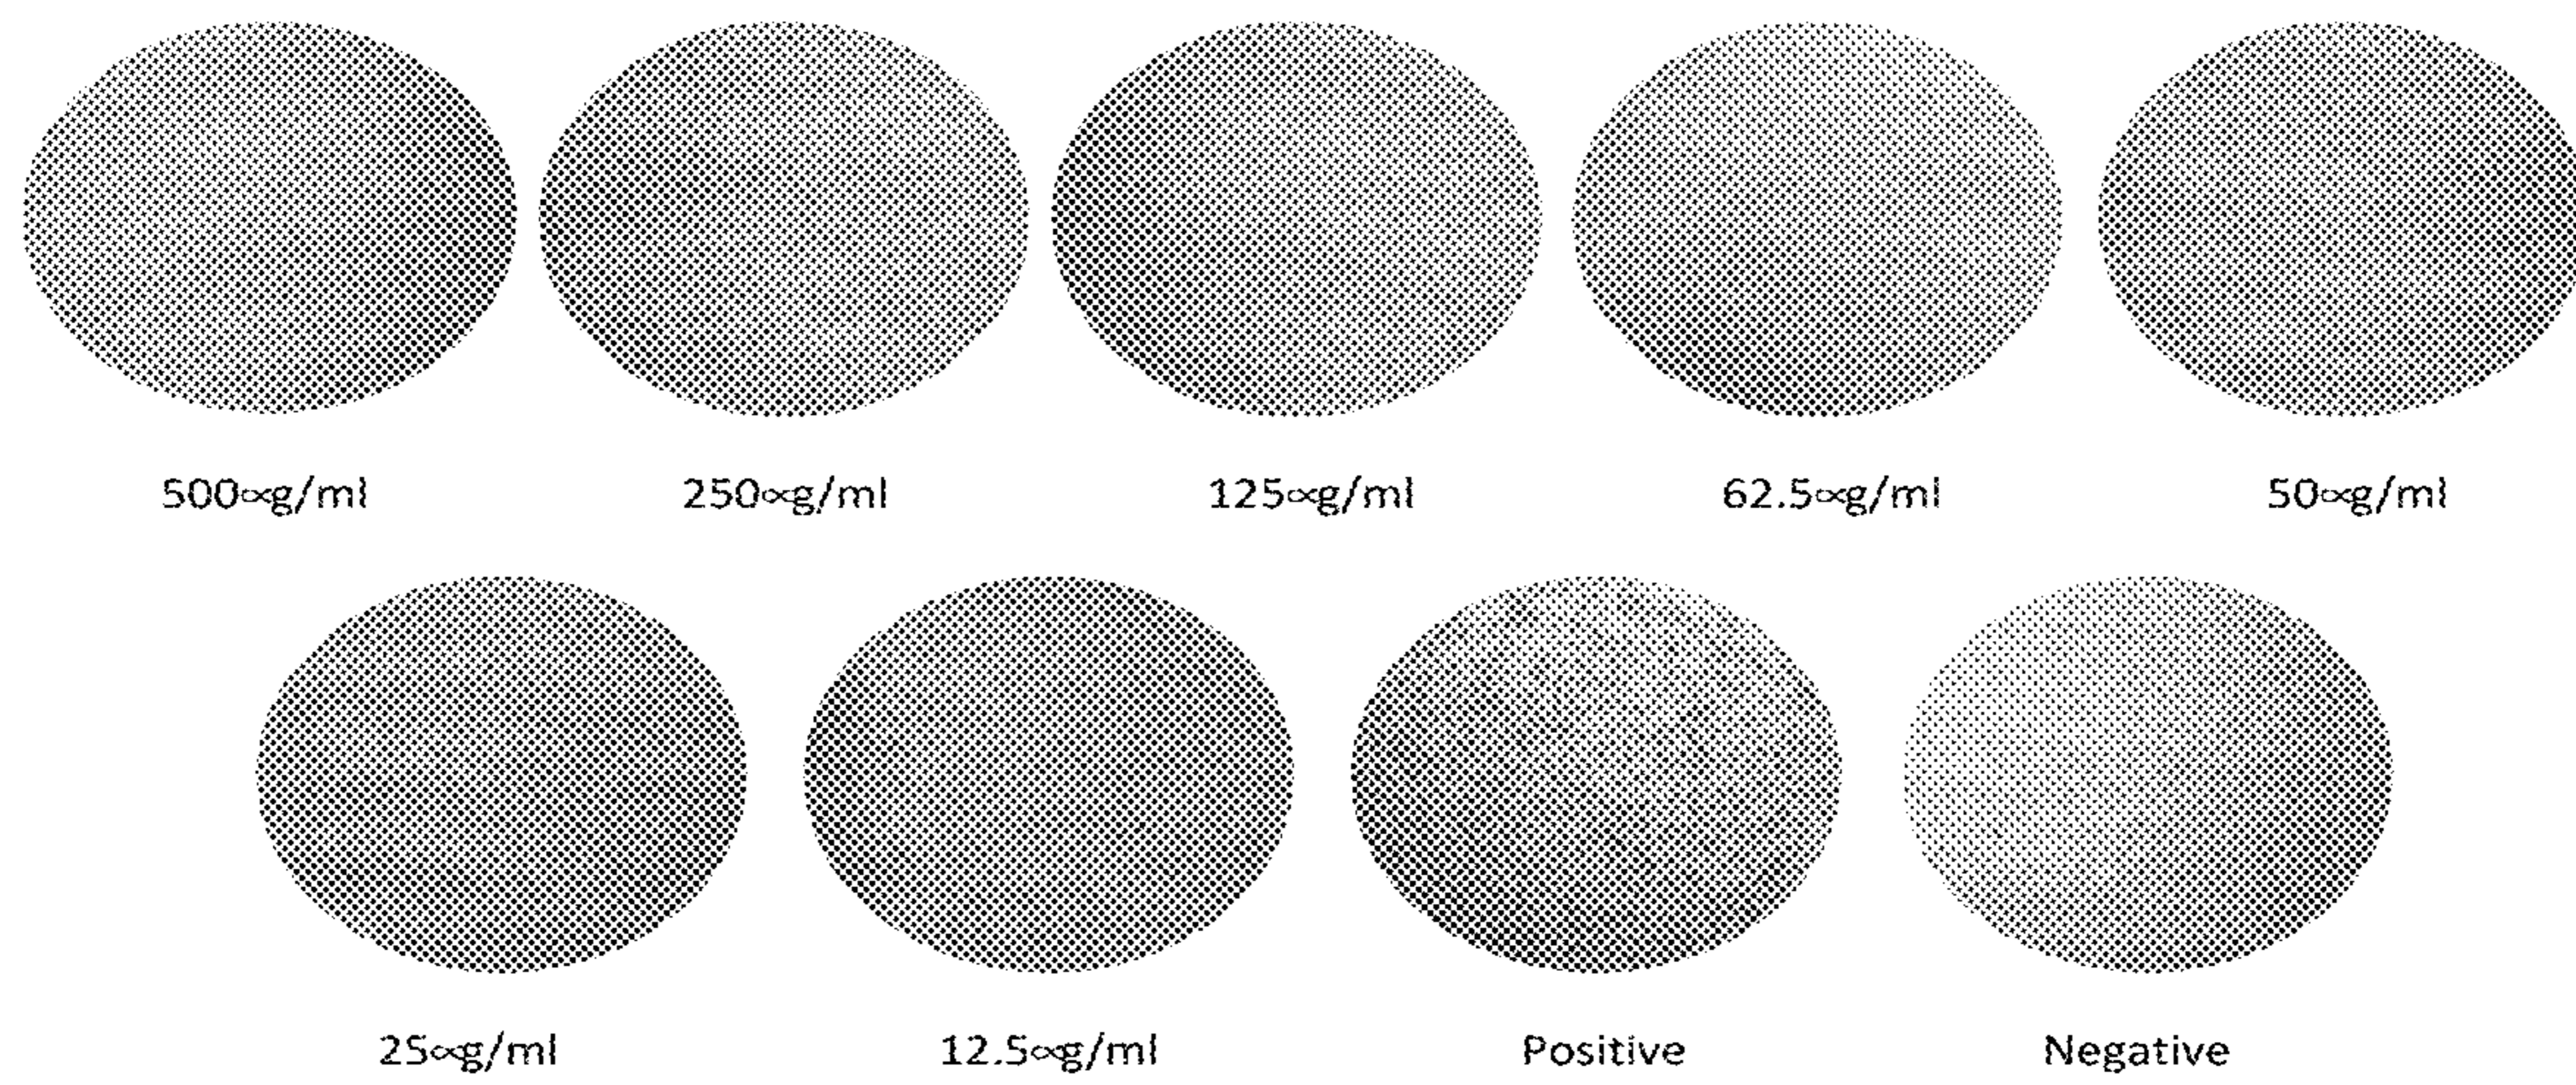 500∝g/ml 250∝g/ml 125∝g/ml 62.5∝g/ml 50∝g/ml
25∝g/ml 12.5∝g/ml Positive Negative